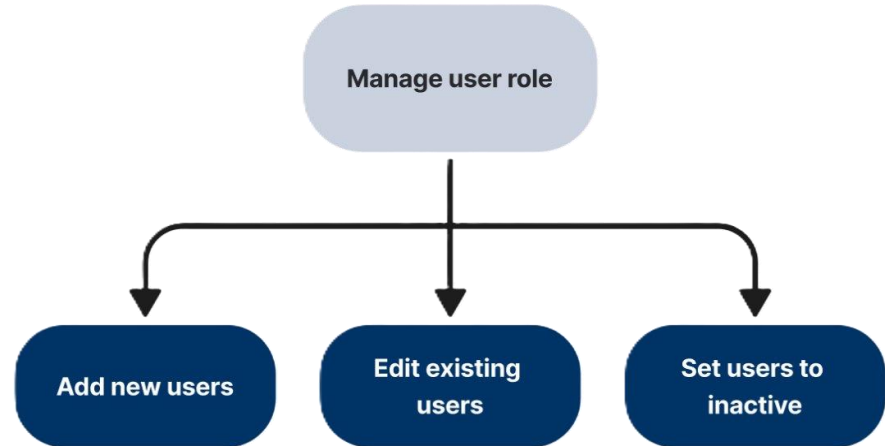 Manage user role
Add new users
Edit existing
users
Set users to
inactive